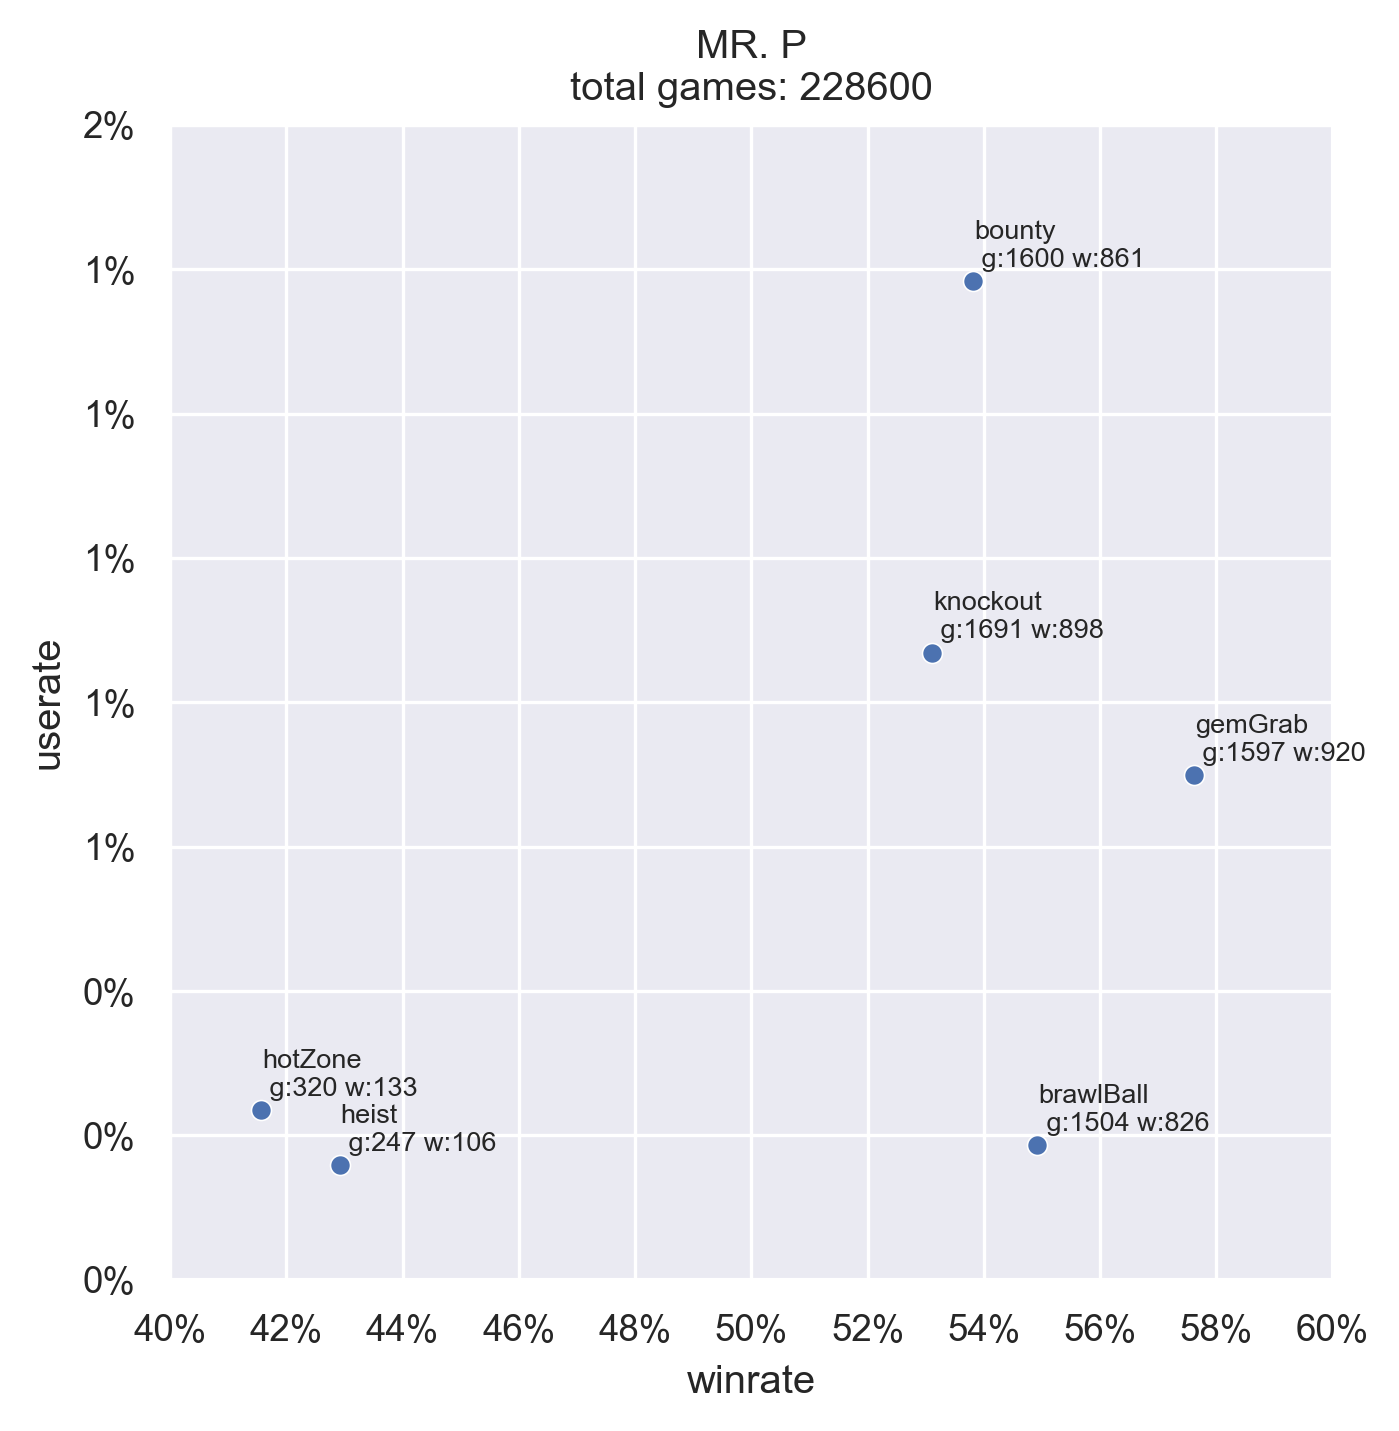 MR. P
total games: 228600
2%
1%
1%
1%
1%
1%
0%
0%
0%
userate
bounty
g:1600 w:861
knockout
g:1691 w:898
gemGrab
g:1597 w:920
hotZone
g:320 w:133
heist
g:247 w:106
brawlBall
g:1504 w:826
40% 42% 44% 46% 48% 50% 52% 54% 56% 58% 60%
winrate